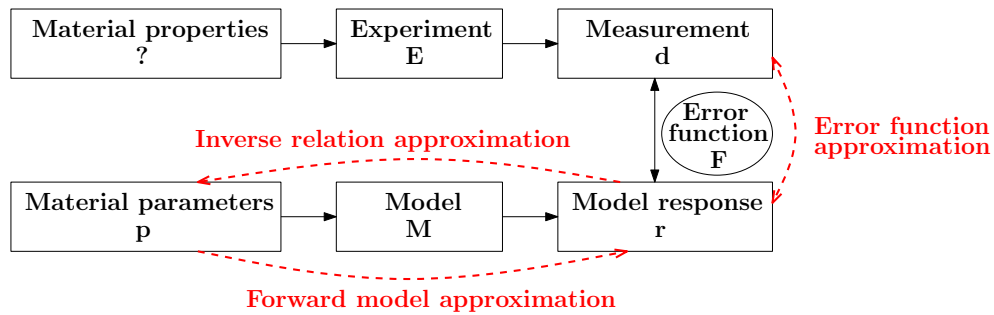 Material properties
?
Experiment
E
Measurement
d
Error
function
F
Error function
approximation
Inverse relation approximation
Material parameters
p
Model
M
Model response
r
Forward model approximation